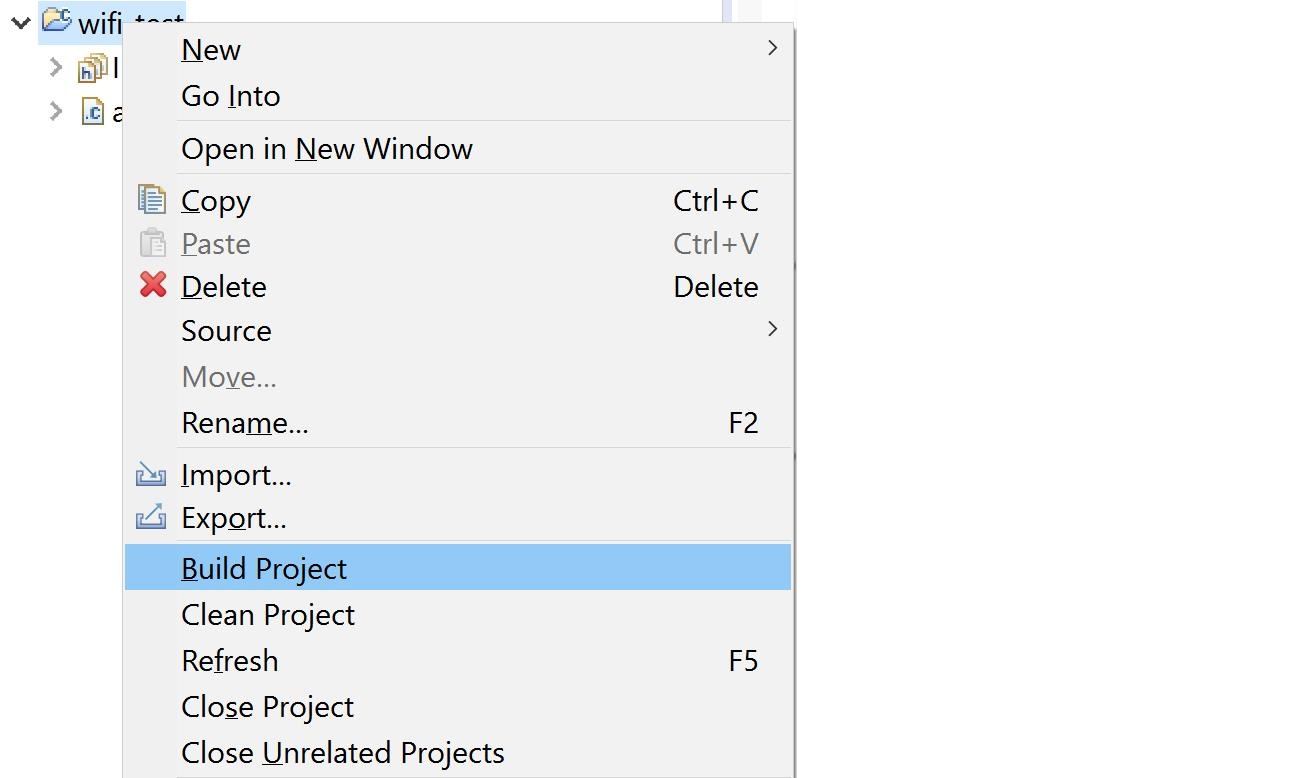 wifi_test
New
Go Into
Open in New Window
Copy Ctrl+C
Paste Ctrl+V
Delete Delete
Source
Move...
Rename... F2
Import...
Export...
Build Project
Clean Project
Refresh F5
Close Project
Close Unrelated Projects